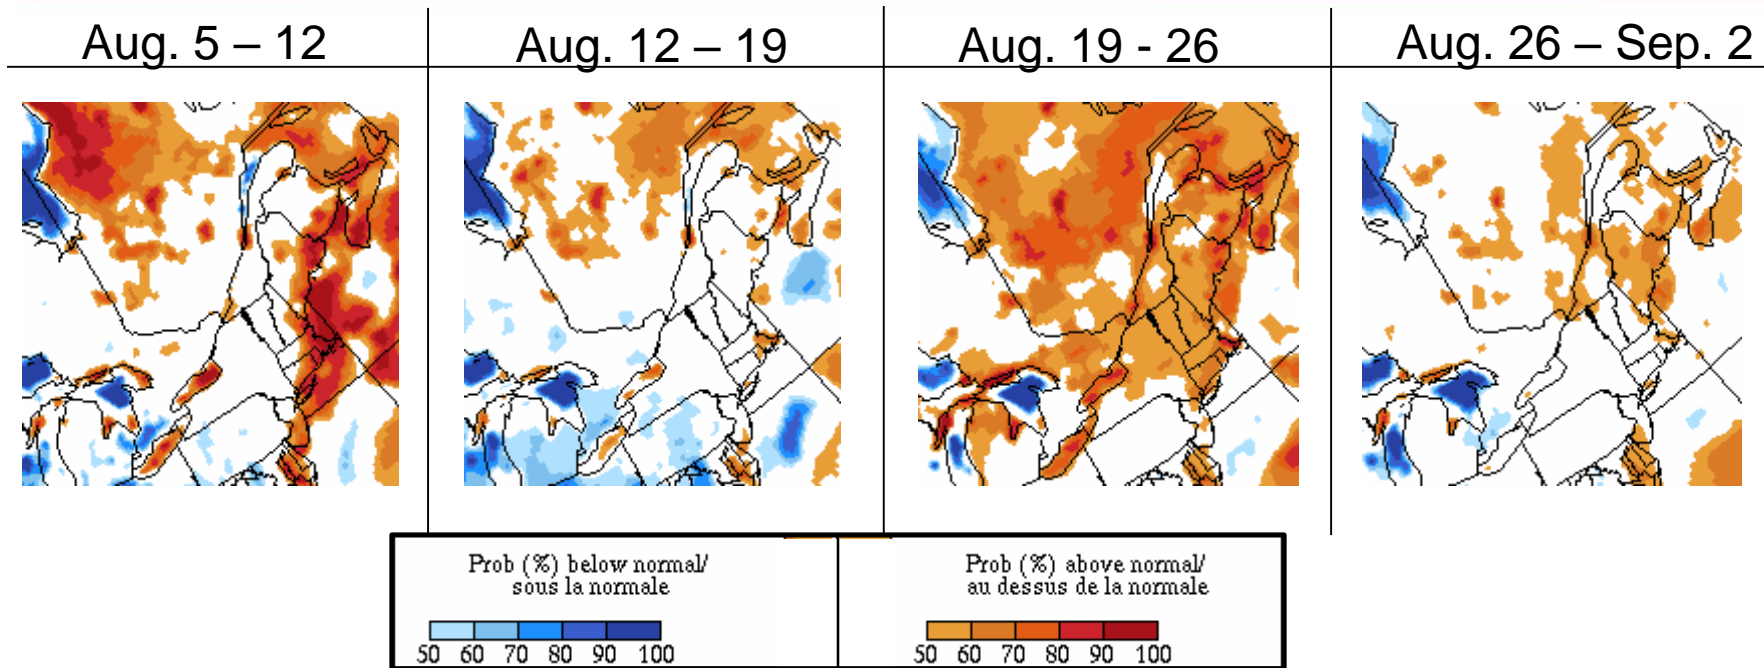 Aug. 5 – 12
Aug. 12 – 19
Aug. 19 - 26
Aug. 26 – Sep. 2
Prob (%) below normal/
sous la normale
50 60 70 80 90 100
Prob (%) above normal/
au dessus de la normale
50 60 70 80 90 100